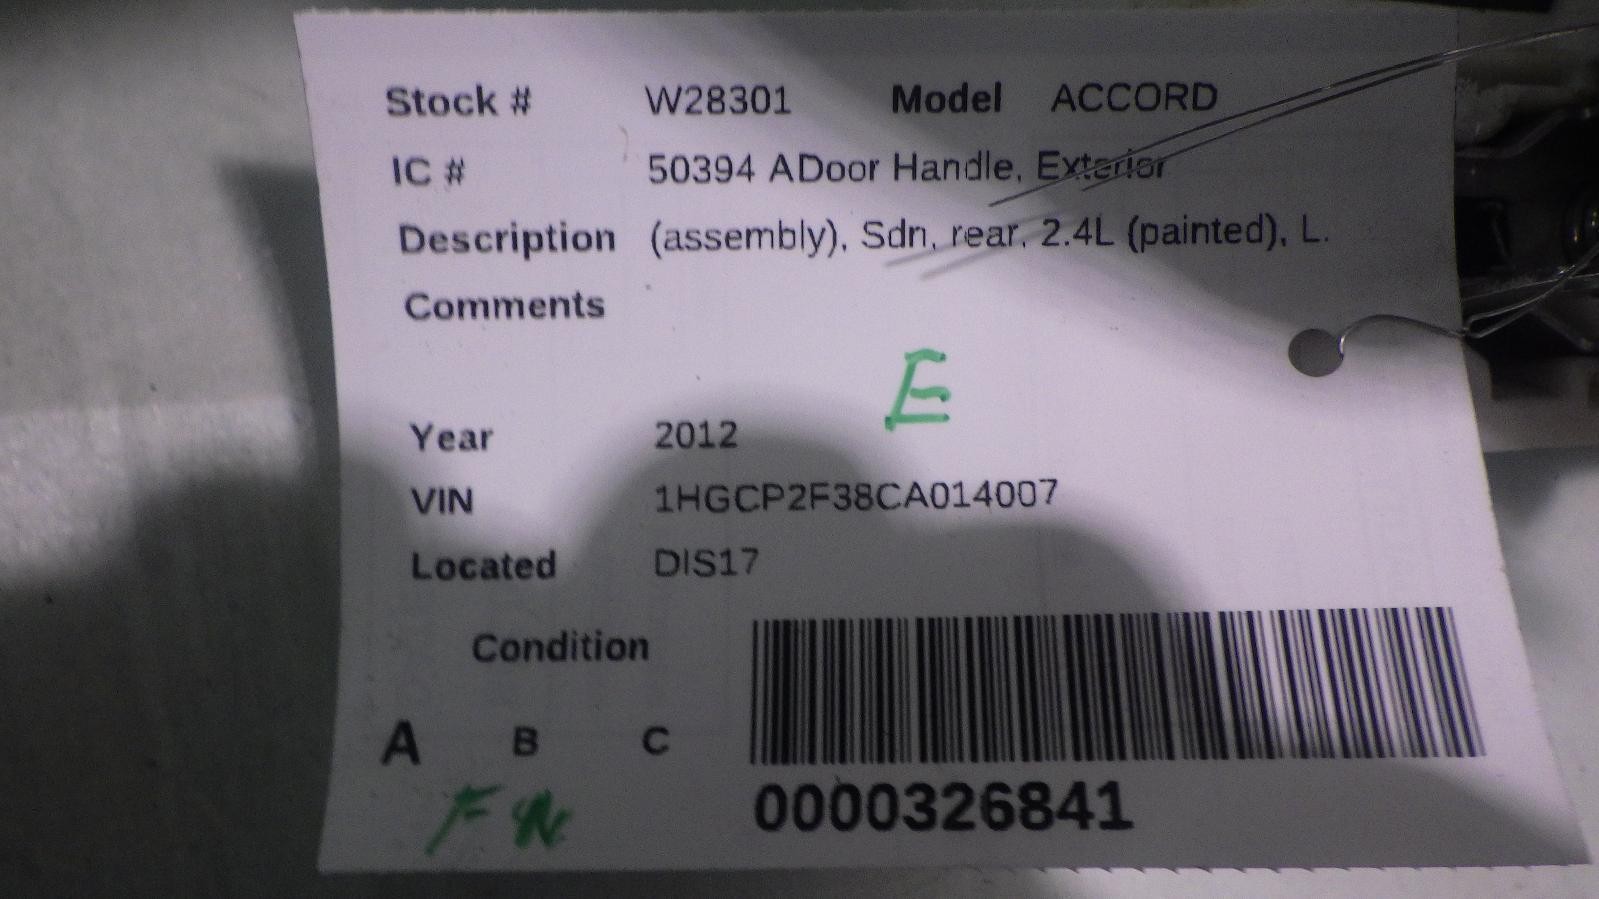 Stock # W28301 Model ACCORD
IC # 50394 ADoor Handle, Exterior
Description (assembly), Sdn, rear, 2.4L (painted), L.
Comments
E
Year 2012
VIN 1HGCP2F38CA014007
Located DIS17
Condition
A B C
0000326841